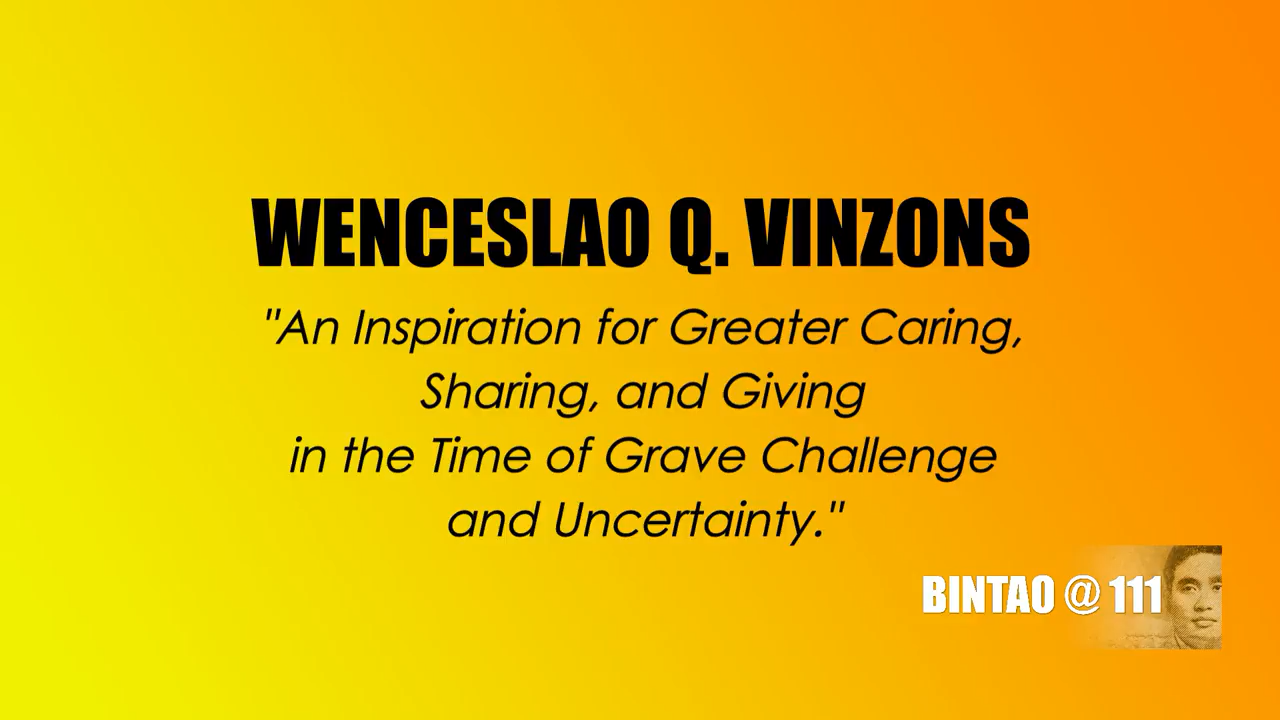 WENCESLAO Q. VINZONS
"An Inspiration for Greater Caring,
Sharing, and Giving
in the Time of Grave Challenge
and Uncertainty."
BINTAO @ 111